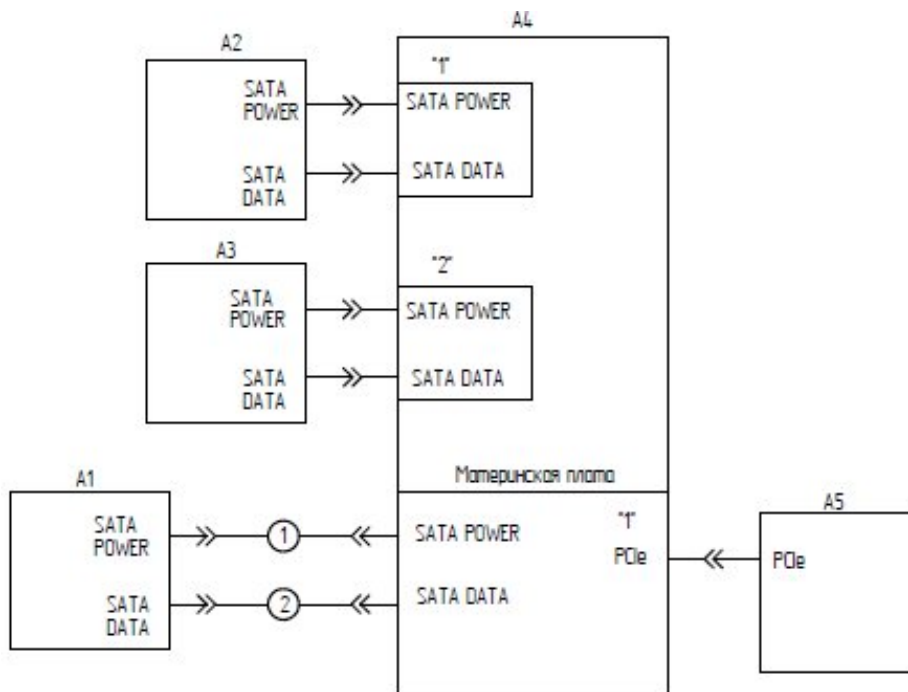 A4
A2
"1"
SATA
POWER
SATA POWER
SATA
DATA
SATA DATA
A3
"2"
SATA
POWER
SATA POWER
SATA
DATA
SATA DATA
Материнская плата
A1
A5
SATA
POWER
1
SATA POWER
"1"
PCIe
PCIe
SATA
DATA
2
SATA DATA